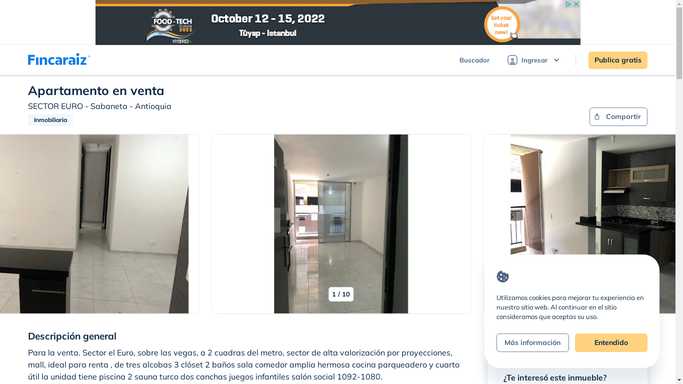 FOOD-TECH
October 12 - 15, 2022
Tüyap - Istanbul
Get your ticket now!
Fincaraiz
Buscador
Ingresar
Publica gratis
Apartamento en venta
SECTOR EURO - Sabaneta - Antioquia
Inmobiliaria
Compartir
1 / 10
Utilizamos cookies para mejorar tu experiencia en
nuestro sitio web. Al continuar en el sitio
consideramos que aceptas su uso.
Más información
Entendido
Descripción general
Para la venta. Sector el Euro, sobre las vegas, a 2 cuadras del metro, sector de alta valorización por proyecciones,
mall, ideal para renta , de tres alcobas 3 clóset 2 baños sala comedor amplia hermosa cocina parqueadero y cuarto
útil la unidad tiene piscina 2 sauna turco dos canchas juegos infantiles salón social 1092-1080.
¿Te interesó este inmueble?